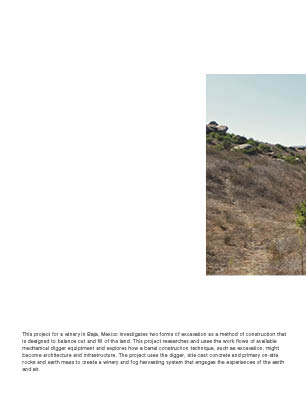 This project for a winery in Baja, Mexico investigates two forms of excavation as a method of construction that
is designed to balance cut and fill of the land. This project researches and uses the work flows of available
mechanical digger equiptment and explores how a banal construction technique, such as excavation, might
become architecture and infrastructure. The project uses the digger, site cast concrete and primary on-site
rocks and earth mass to create a winery and fog harvesting system that engages the experiences of the earth
and air.